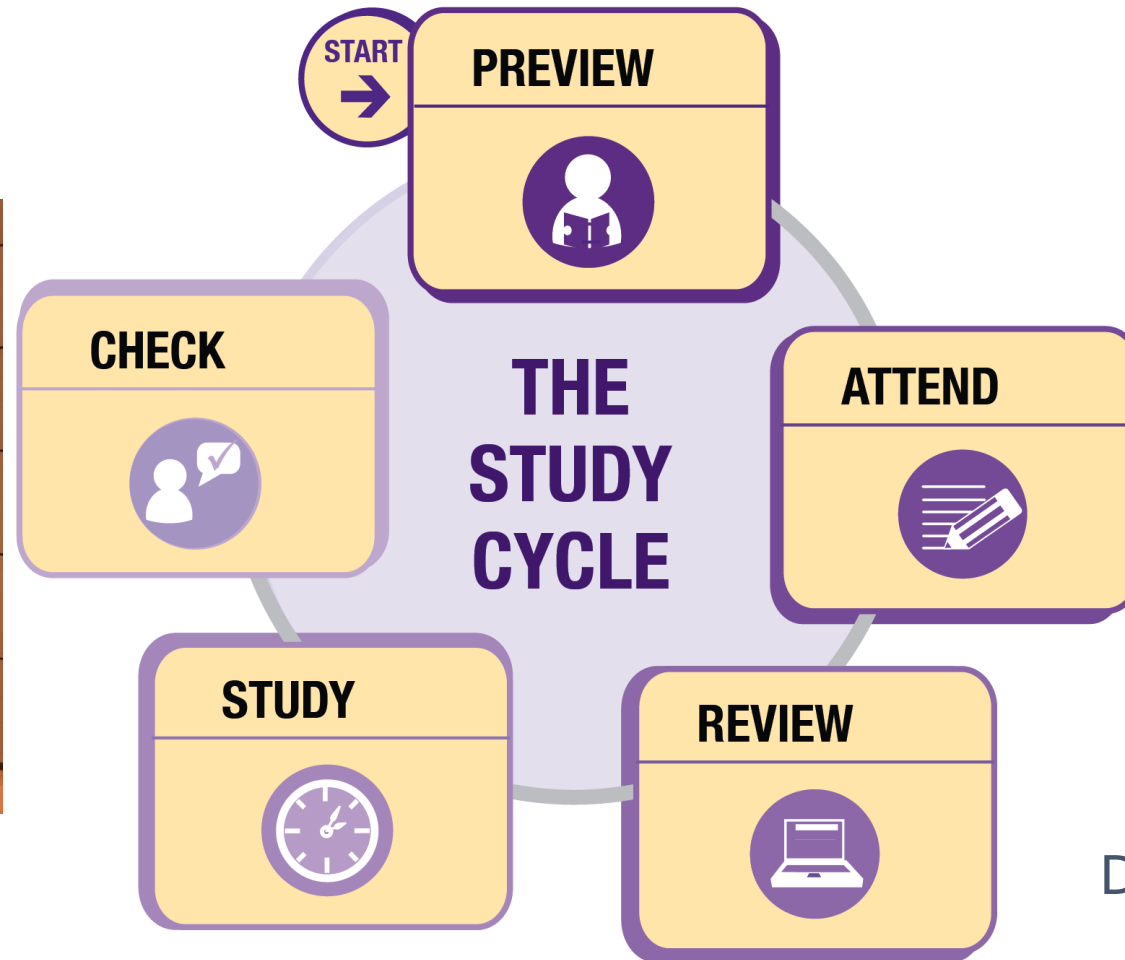 START
PREVIEW
CHECK
THE
STUDY
CYCLE
ATTEND
STUDY
REVIEW
D